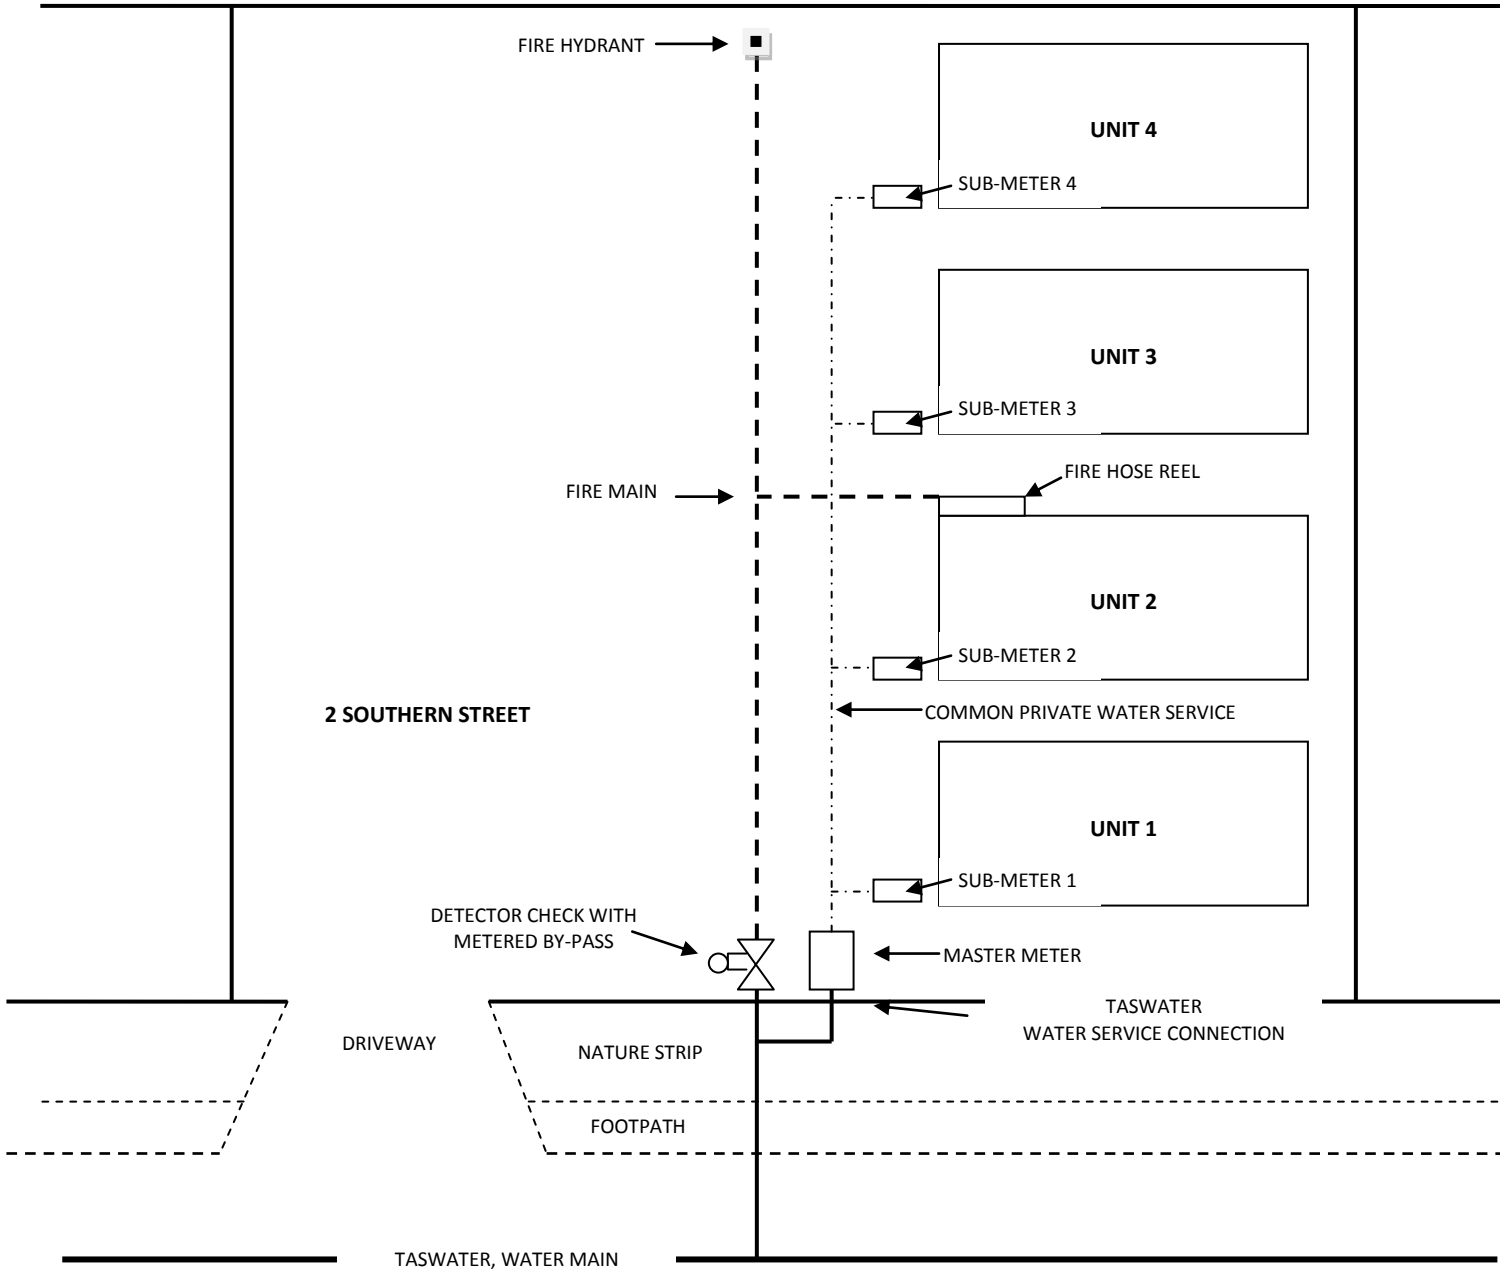 FIRE HYDRANT
UNIT 4
SUB-METER 4
UNIT 3
SUB-METER 3
FIRE HOSE REEL
FIRE MAIN
UNIT 2
SUB-METER 2
2 SOUTHERN STREET
COMMON PRIVATE WATER SERVICE
UNIT 1
SUB-METER 1
DETECTOR CHECK WITH
METERED BY-PASS
MASTER METER
TASWATER
WATER SERVICE CONNECTION
DRIVEWAY
NATURE STRIP
FOOTPATH
TASWATER, WATER MAIN